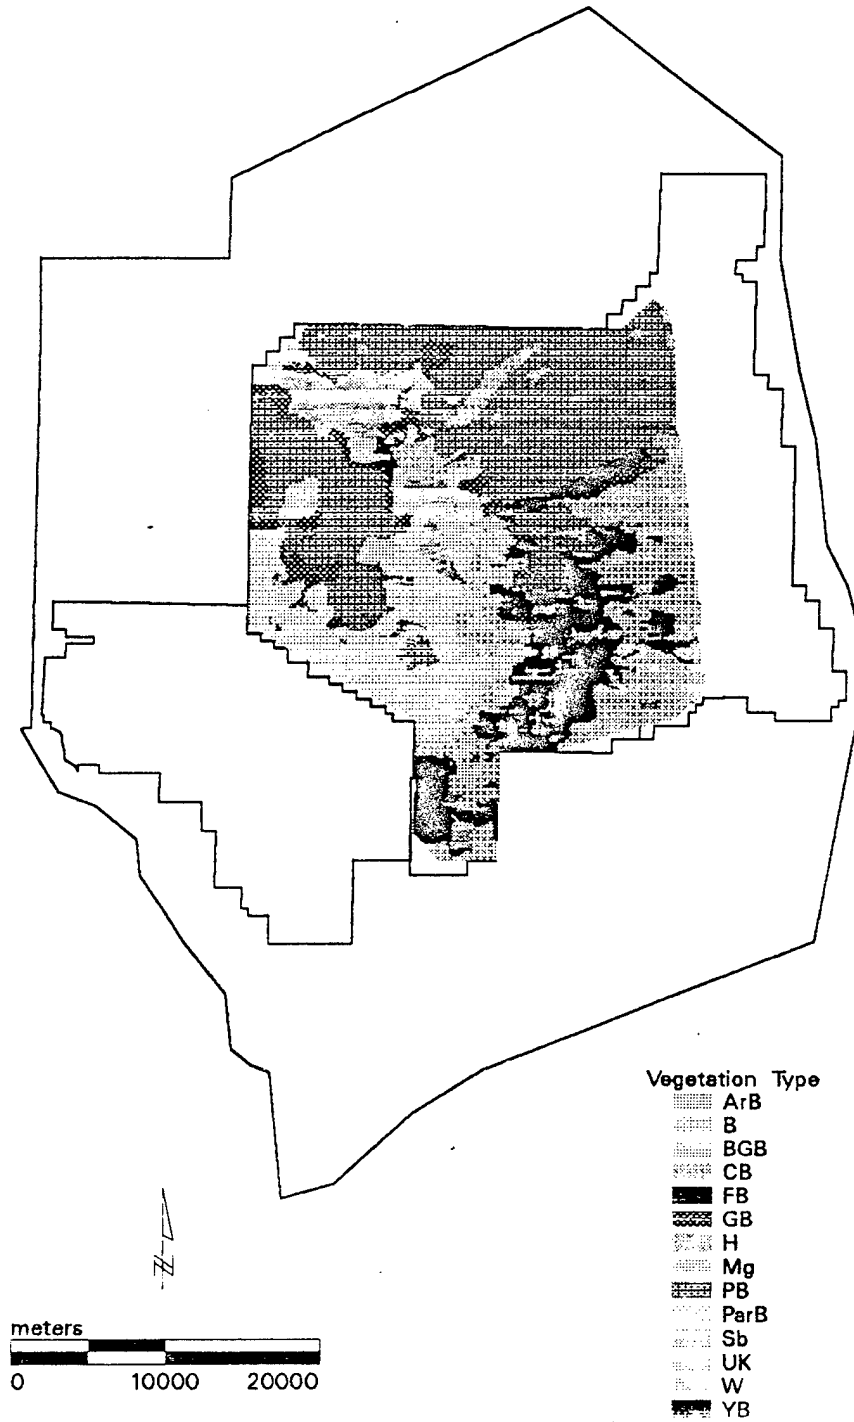 Vegetation Type
ArB
B
BGB
CB
FB
GB
H
Mg
PB
ParB
Sb
UK
W
YB
N
meters
0 10000 20000